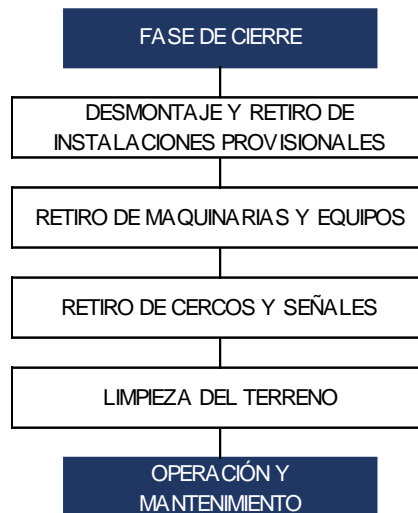 FASE DE CIERRE
DESMONTAJE Y RETIRO DE
INSTALACIONES PROVISIONALES
RETIRO DE MAQUINARIAS Y EQUIPOS
RETIRO DE CERCOS Y SEÑALES
LIMPIEZA DEL TERRENO
OPERACIÓN Y
MANTENIMIENTO